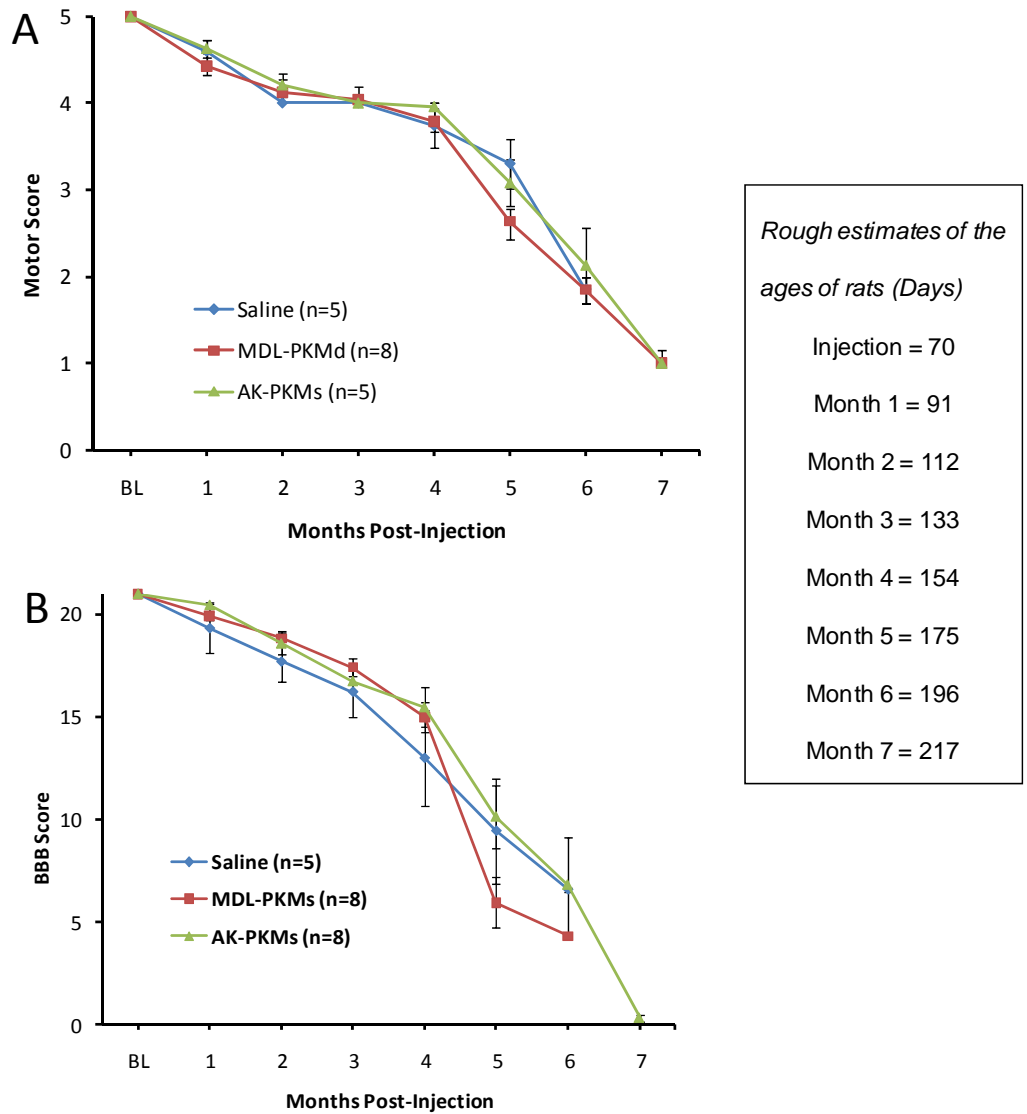 A
5
4
3
2
1
0
Motor Score
Saline (n=5)
MDL-PKMd (n=8)
AK-PKMs (n=5)
BL 1 2 3 4 5 6 7
Months Post-Injection
Rough estimates of the
ages of rats (Days)
Injection = 70
Month 1 = 91
Month 2 = 112
Month 3 = 133
Month 4 = 154
Month 5 = 175
Month 6 = 196
Month 7 = 217
B
20
15
10
5
0
BBB Score
Saline (n=5)
MDL-PKMs (n=8)
AK-PKMs (n=8)
BL 1 2 3 4 5 6 7
Months Post-Injection